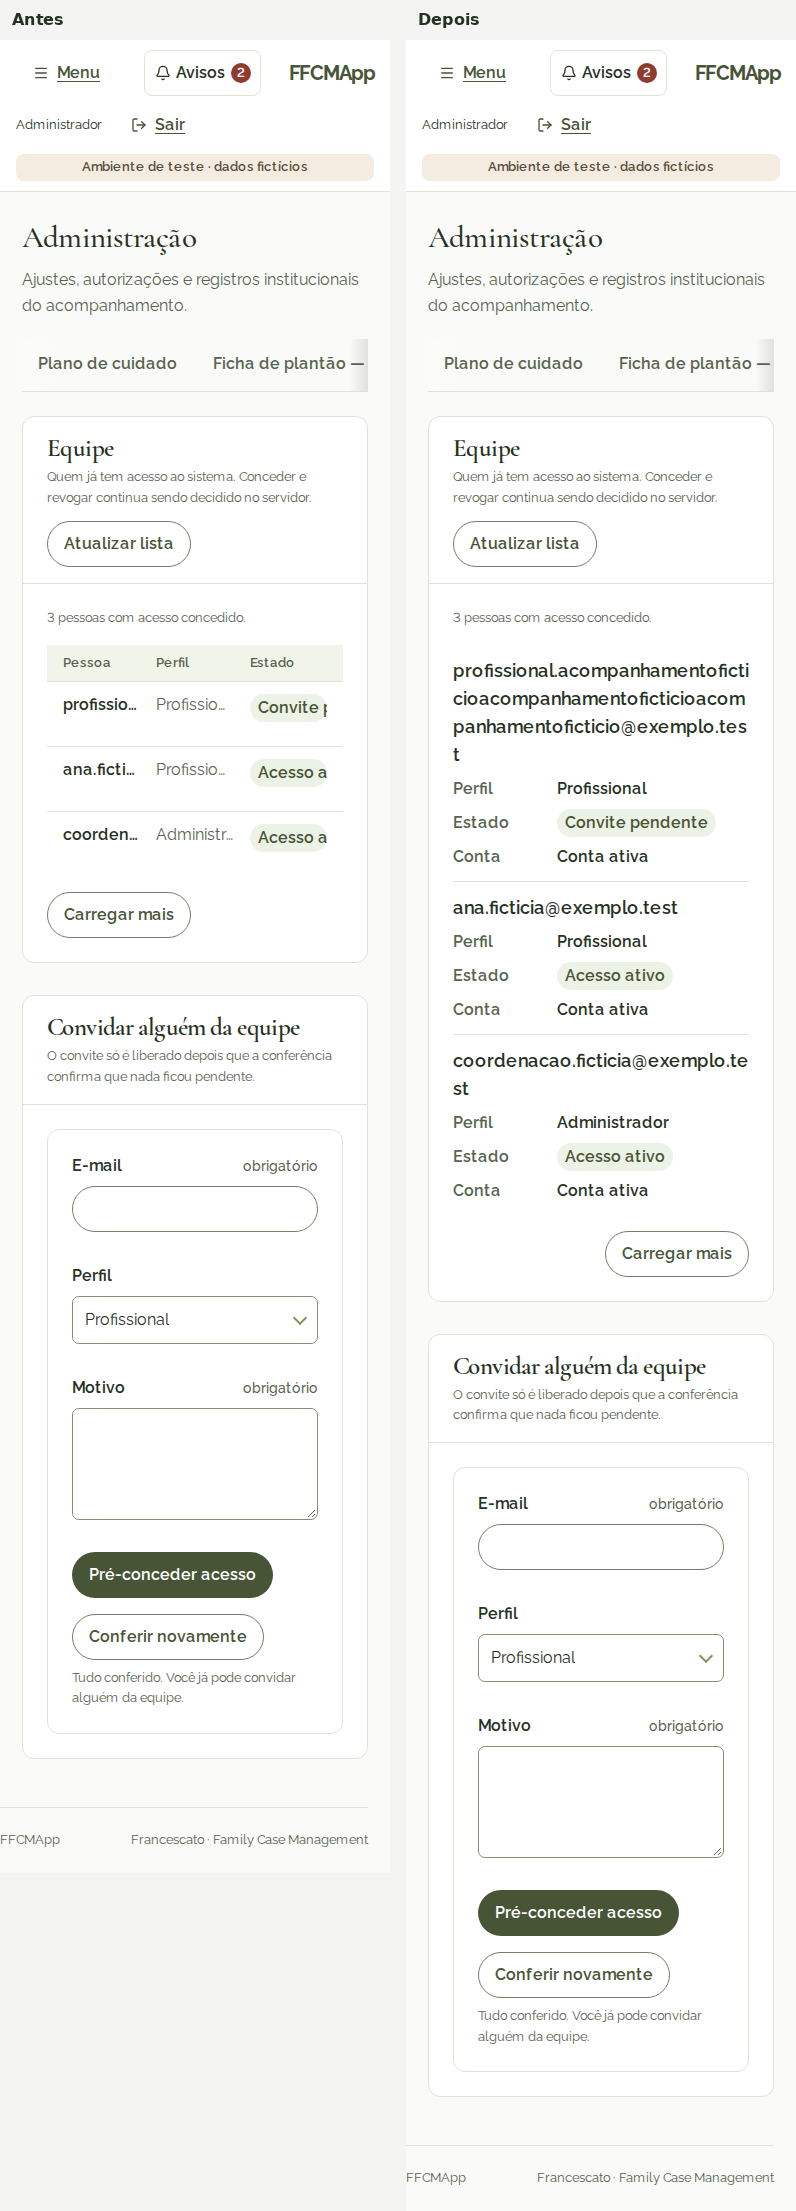 Antes
Menu
Avisos 2
FFCMApp
Administrador
Sair
Ambiente de teste · dados fictícios
Administração
Ajustes, autorizações e registros institucionais
do acompanhamento.
Plano de cuidado
Ficha de plantão —
Equipe
Quem já tem acesso ao sistema. Conceder e
revogar continua sendo decidido no servidor.
Atualizar lista
3 pessoas com acesso concedido.
Pessoa Perfil Estado
profissio… Profissio… Convite p
ana.ficti… Profissio… Acesso a
coorden… Administr… Acesso a
Carregar mais
Convidar alguém da equipe
O convite só é liberado depois que a conferência
confirma que nada ficou pendente.
E-mail obrigatório
Perfil
Profissional
Motivo obrigatório
Pré-conceder acesso
Conferir novamente
Tudo conferido. Você já pode convidar
alguém da equipe.
FFCMApp Francescato · Family Case Management
Depois
Menu
Avisos 2
FFCMApp
Administrador
Sair
Ambiente de teste · dados fictícios
Administração
Ajustes, autorizações e registros institucionais
do acompanhamento.
Plano de cuidado
Ficha de plantão —
Equipe
Quem já tem acesso ao sistema. Conceder e
revogar continua sendo decidido no servidor.
Atualizar lista
3 pessoas com acesso concedido.
profissional.acompanhamentoficti
cioacompanhamentoficticioacom
panhamentoficticio@exemplo.tes
t
Perfil Profissional
Estado Convite pendente
Conta Conta ativa
ana.ficticia@exemplo.test
Perfil Profissional
Estado Acesso ativo
Conta Conta ativa
coordenacao.ficticia@exemplo.te
st
Perfil Administrador
Estado Acesso ativo
Conta Conta ativa
Carregar mais
Convidar alguém da equipe
O convite só é liberado depois que a conferência
confirma que nada ficou pendente.
E-mail obrigatório
Perfil
Profissional
Motivo obrigatório
Pré-conceder acesso
Conferir novamente
Tudo conferido. Você já pode convidar
alguém da equipe.
FFCMApp Francescato · Family Case Management